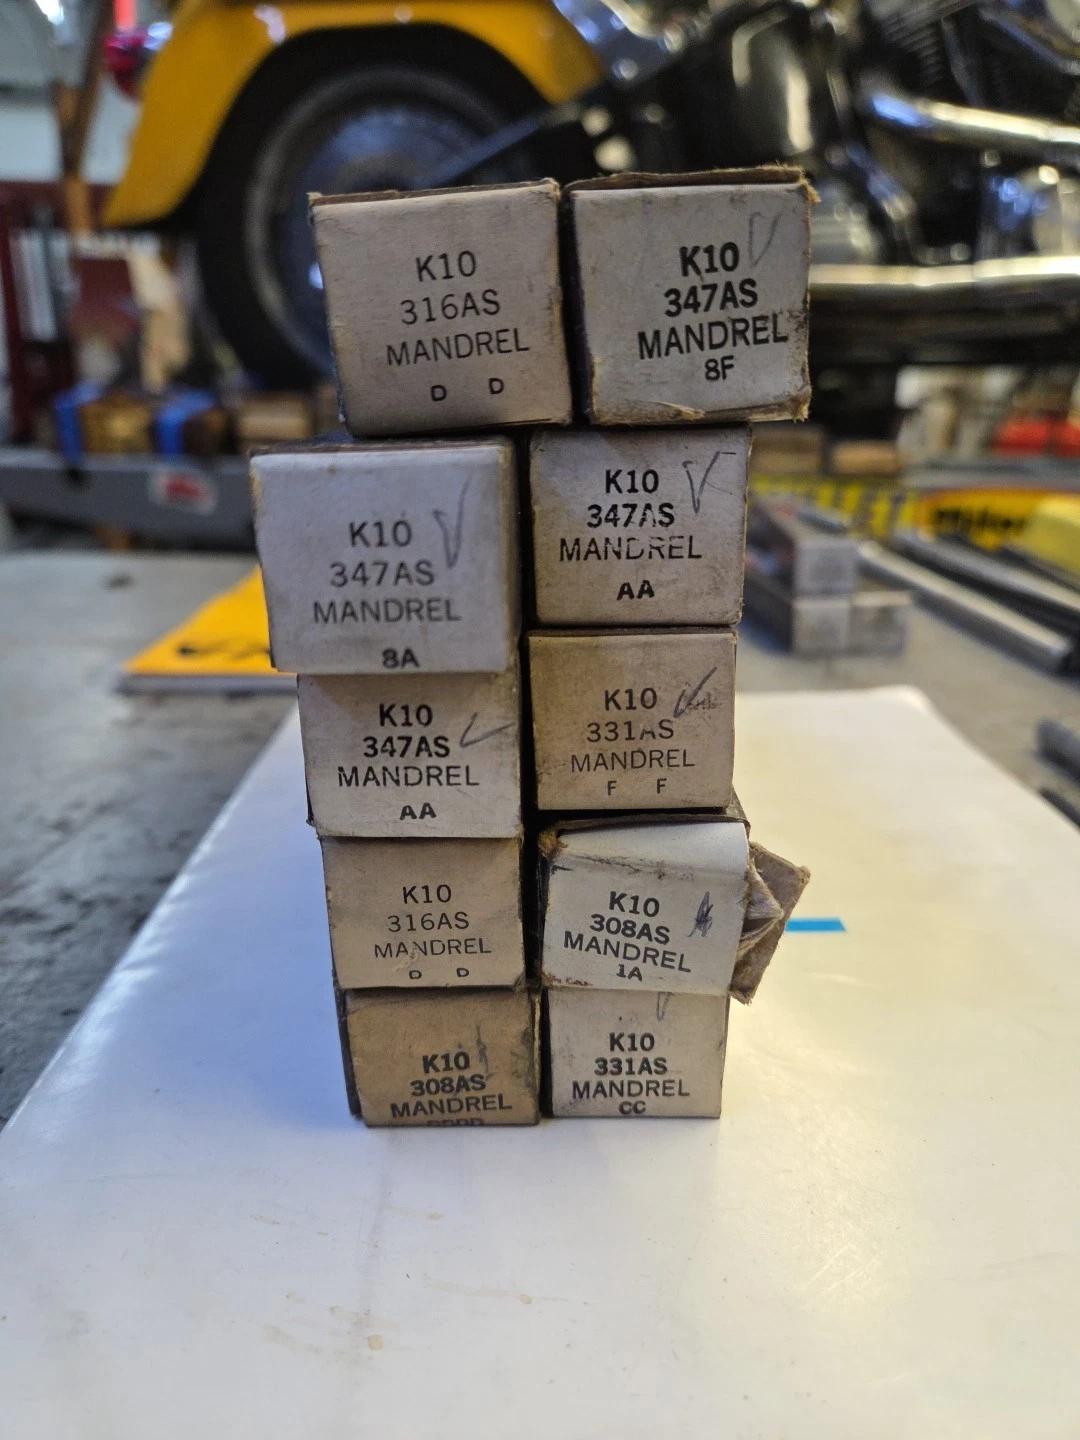 K10
316AS
MANDREL
D D
K10
347AS
MANDREL
8F
K10
347AS
MANDREL
8A
K10
347AS
MANDREL
AA
K10
347AS
MANDREL
AA
K10
331AS
MANDREL
F F
K10
316AS
MANDREL
D D
K10
308AS
MANDREL
1A
K10
308AS
MANDREL
K10
331AS
MANDREL
CC